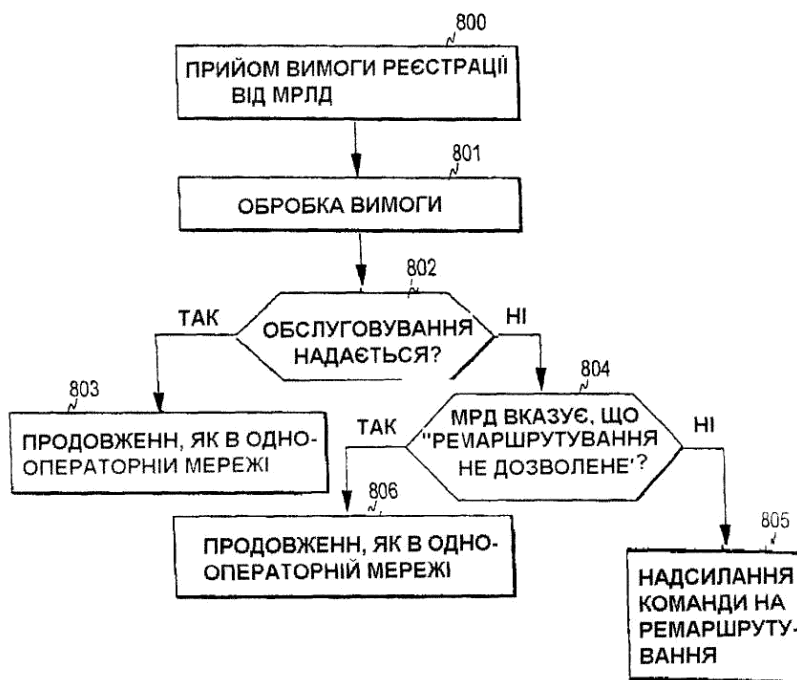 800
ПРИЙОМ ВИМОГИ РЕЄСТРАЦІЇ
ВІД МРЛД
801
ОБРОБКА ВИМОГИ
802
ОБСЛУГОВУВАННЯ
НАДАЄТЬСЯ?
ТАК
НІ
803
ПРОДОВЖЕНН, ЯК В ОДНО-
ОПЕРАТОРНІЙ МЕРЕЖІ
804
МРД ВКАЗУЄ, ЩО
"РЕМАРШРУТУВАННЯ
НЕ ДОЗВОЛЕНЕ"?
ТАК
НІ
806
ПРОДОВЖЕНН, ЯК В ОДНО-
ОПЕРАТОРНІЙ МЕРЕЖІ
805
НАДСИЛАННЯ
КОМАНДИ НА
РЕМАРШРУТУ-
ВАННЯ